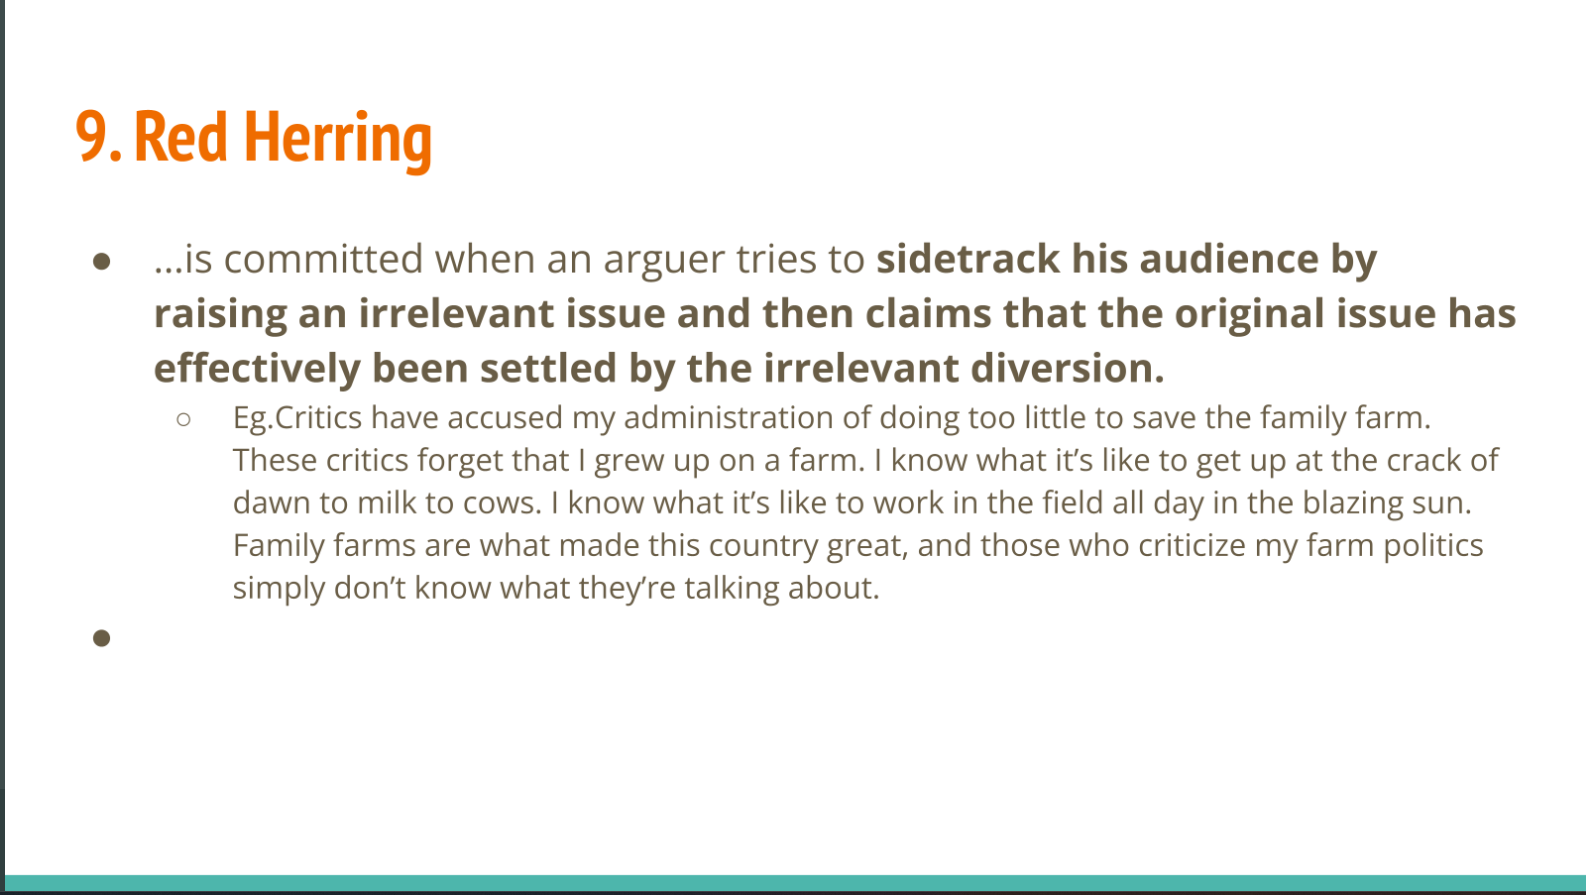 9. Red Herring
● …is committed when an arguer tries to sidetrack his audience by
raising an irrelevant issue and then claims that the original issue has
effectively been settled by the irrelevant diversion.
○ Eg.Critics have accused my administration of doing too little to save the family farm.
These critics forget that I grew up on a farm. I know what it’s like to get up at the crack of
dawn to milk to cows. I know what it’s like to work in the field all day in the blazing sun.
Family farms are what made this country great, and those who criticize my farm politics
simply don’t know what they’re talking about.
●